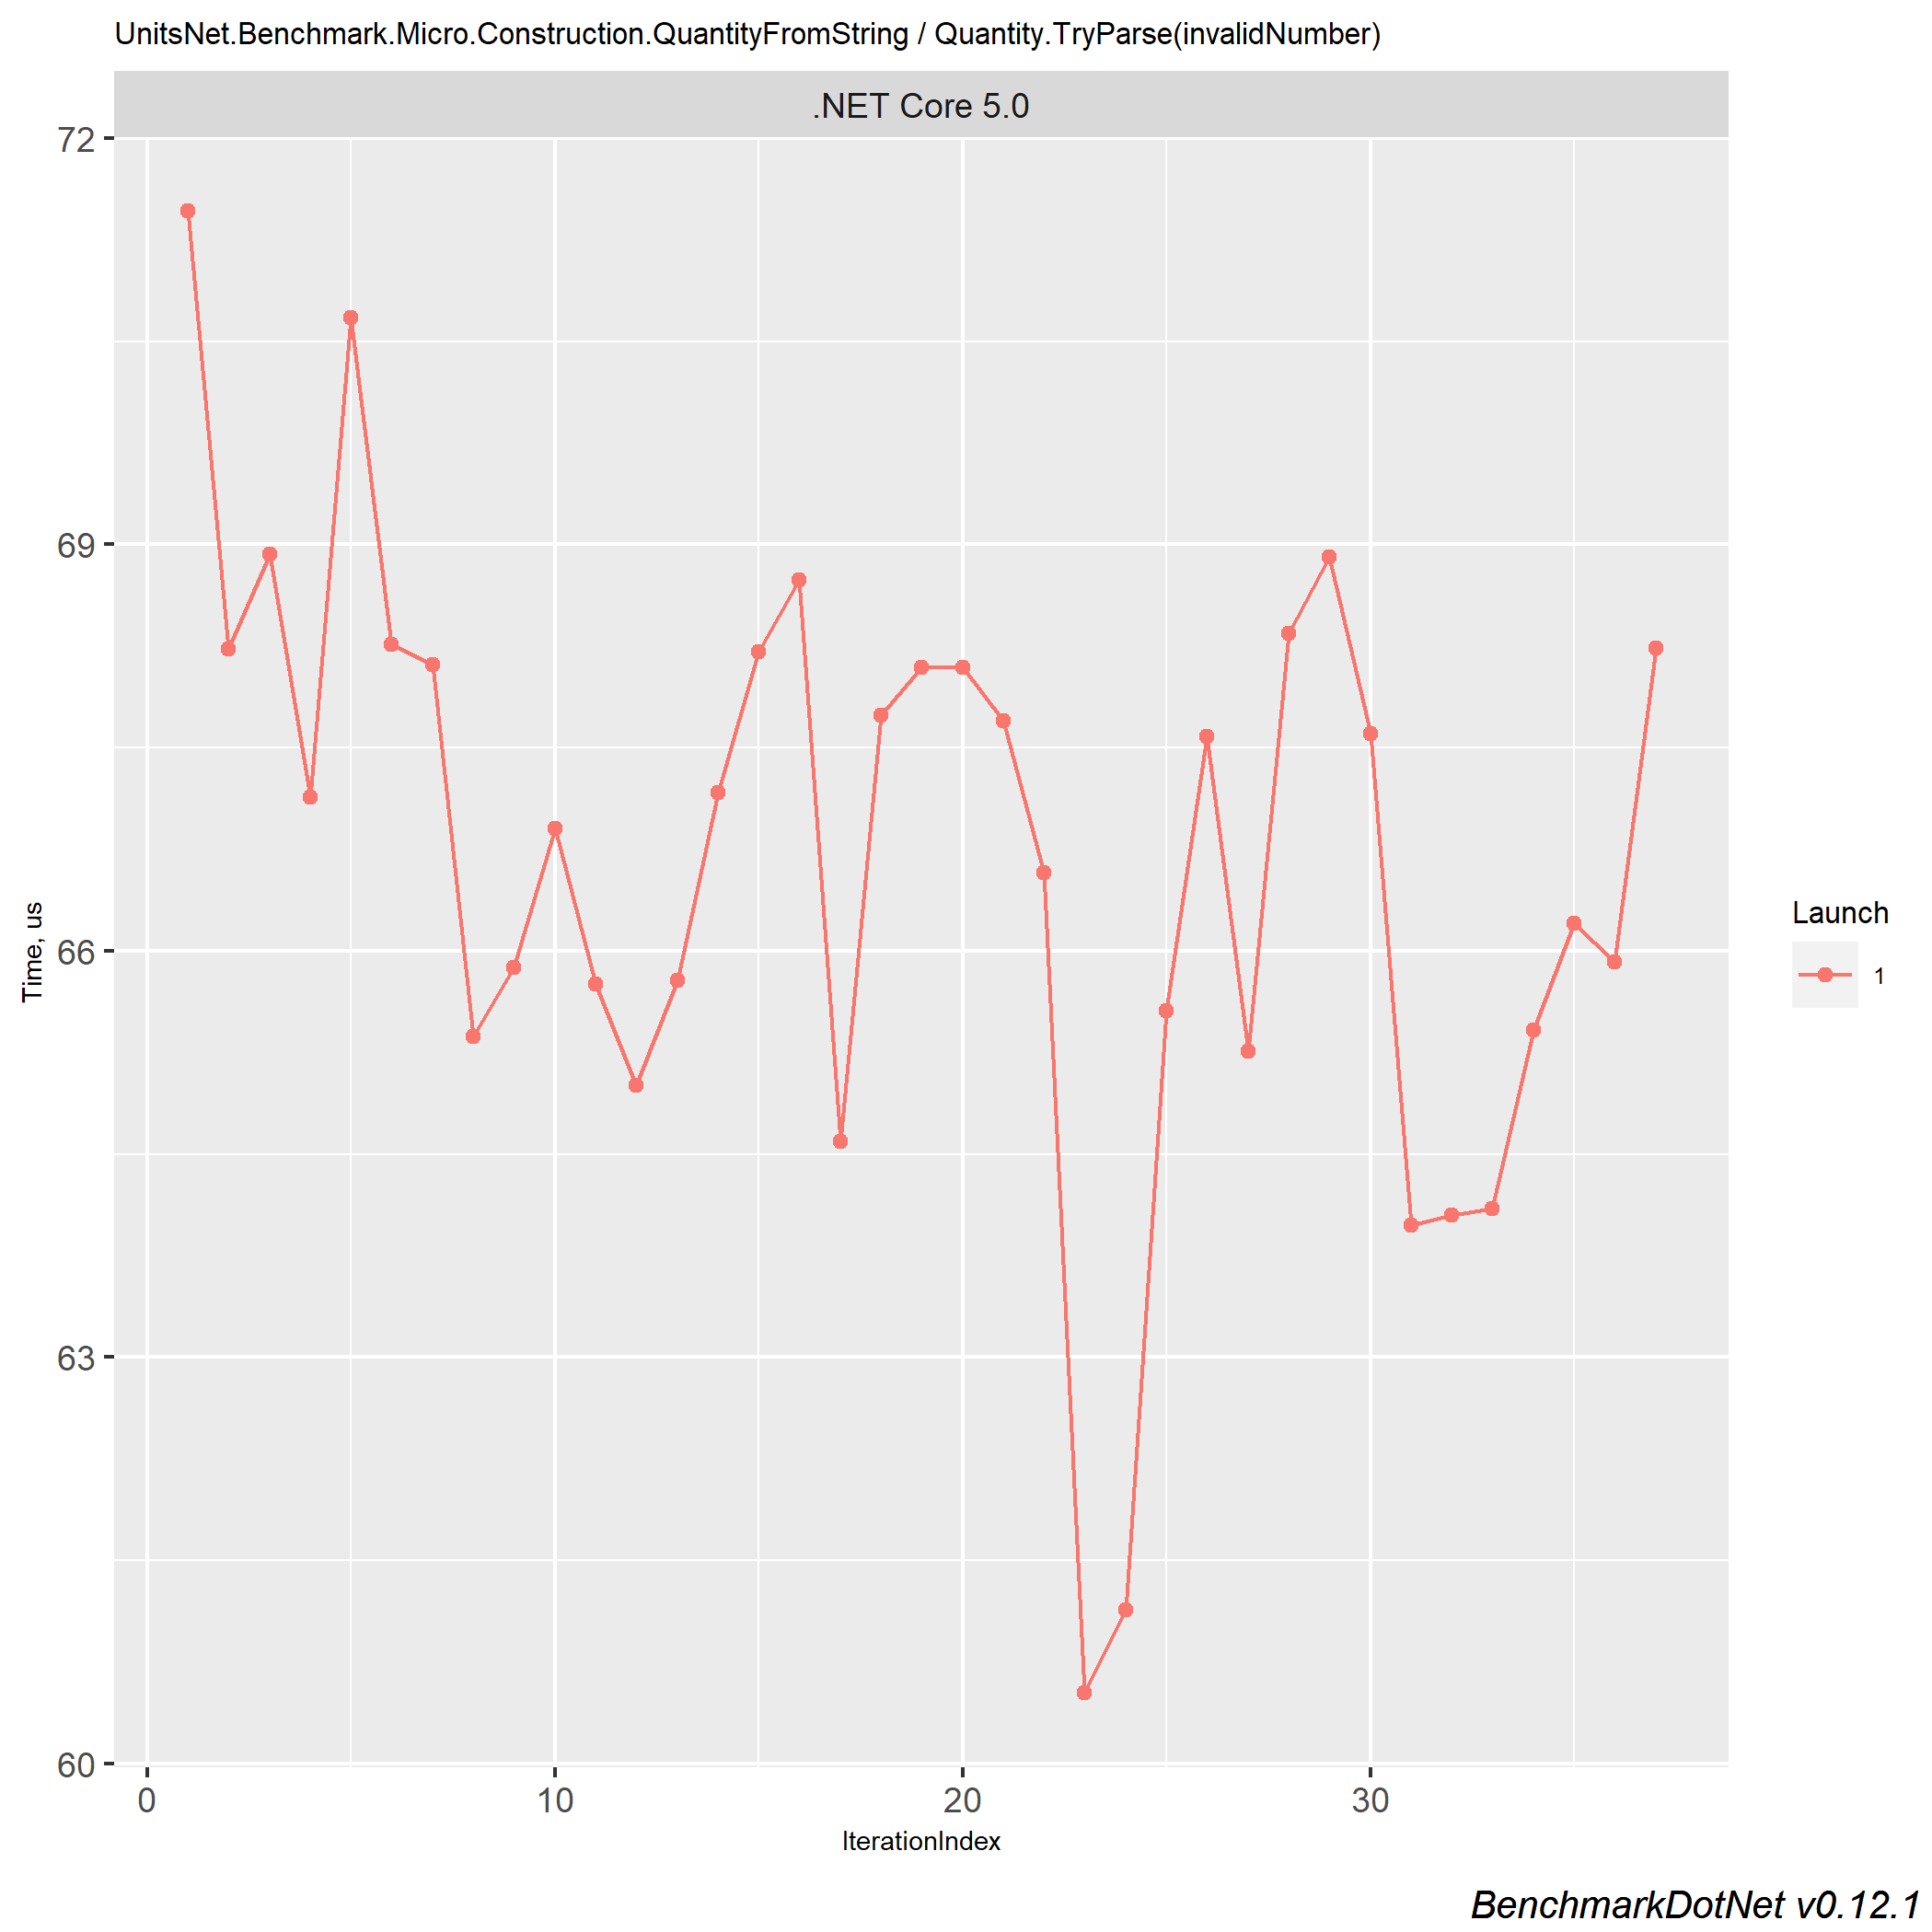 UnitsNet.Benchmark.Micro.Construction.QuantityFromString / Quantity.TryParse(invalidNumber)
.NET Core 5.0
72
69
66
63
60
Time, us
0 10 20 30
IterationIndex
Launch
1
BenchmarkDotNet v0.12.1